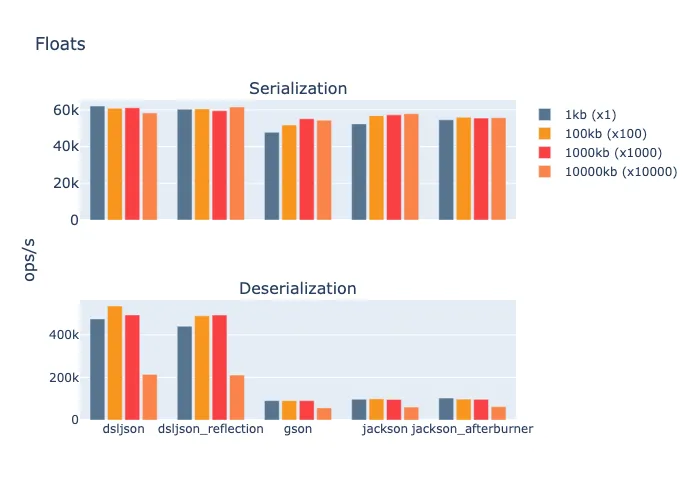 Floats
Serialization
60k
40k
20k
0
1kb (x1)
100kb (x100)
1000kb (x1000)
10000kb (x10000)
ops/s
Deserialization
400k
200k
0
dsljson dsljson_reflection gson jackson jackson_afterburner